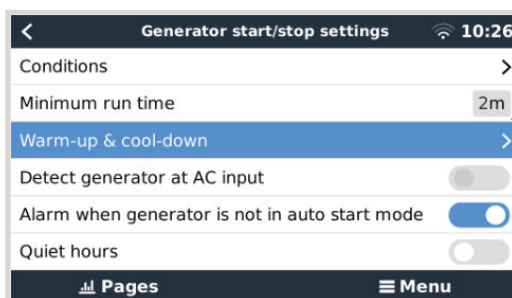 Generator start/stop settings 10:26
Conditions
Minimum run time 2m
Warm-up & cool-down
Detect generator at AC input
Alarm when generator is not in auto start mode
Quiet hours
Pages Menu